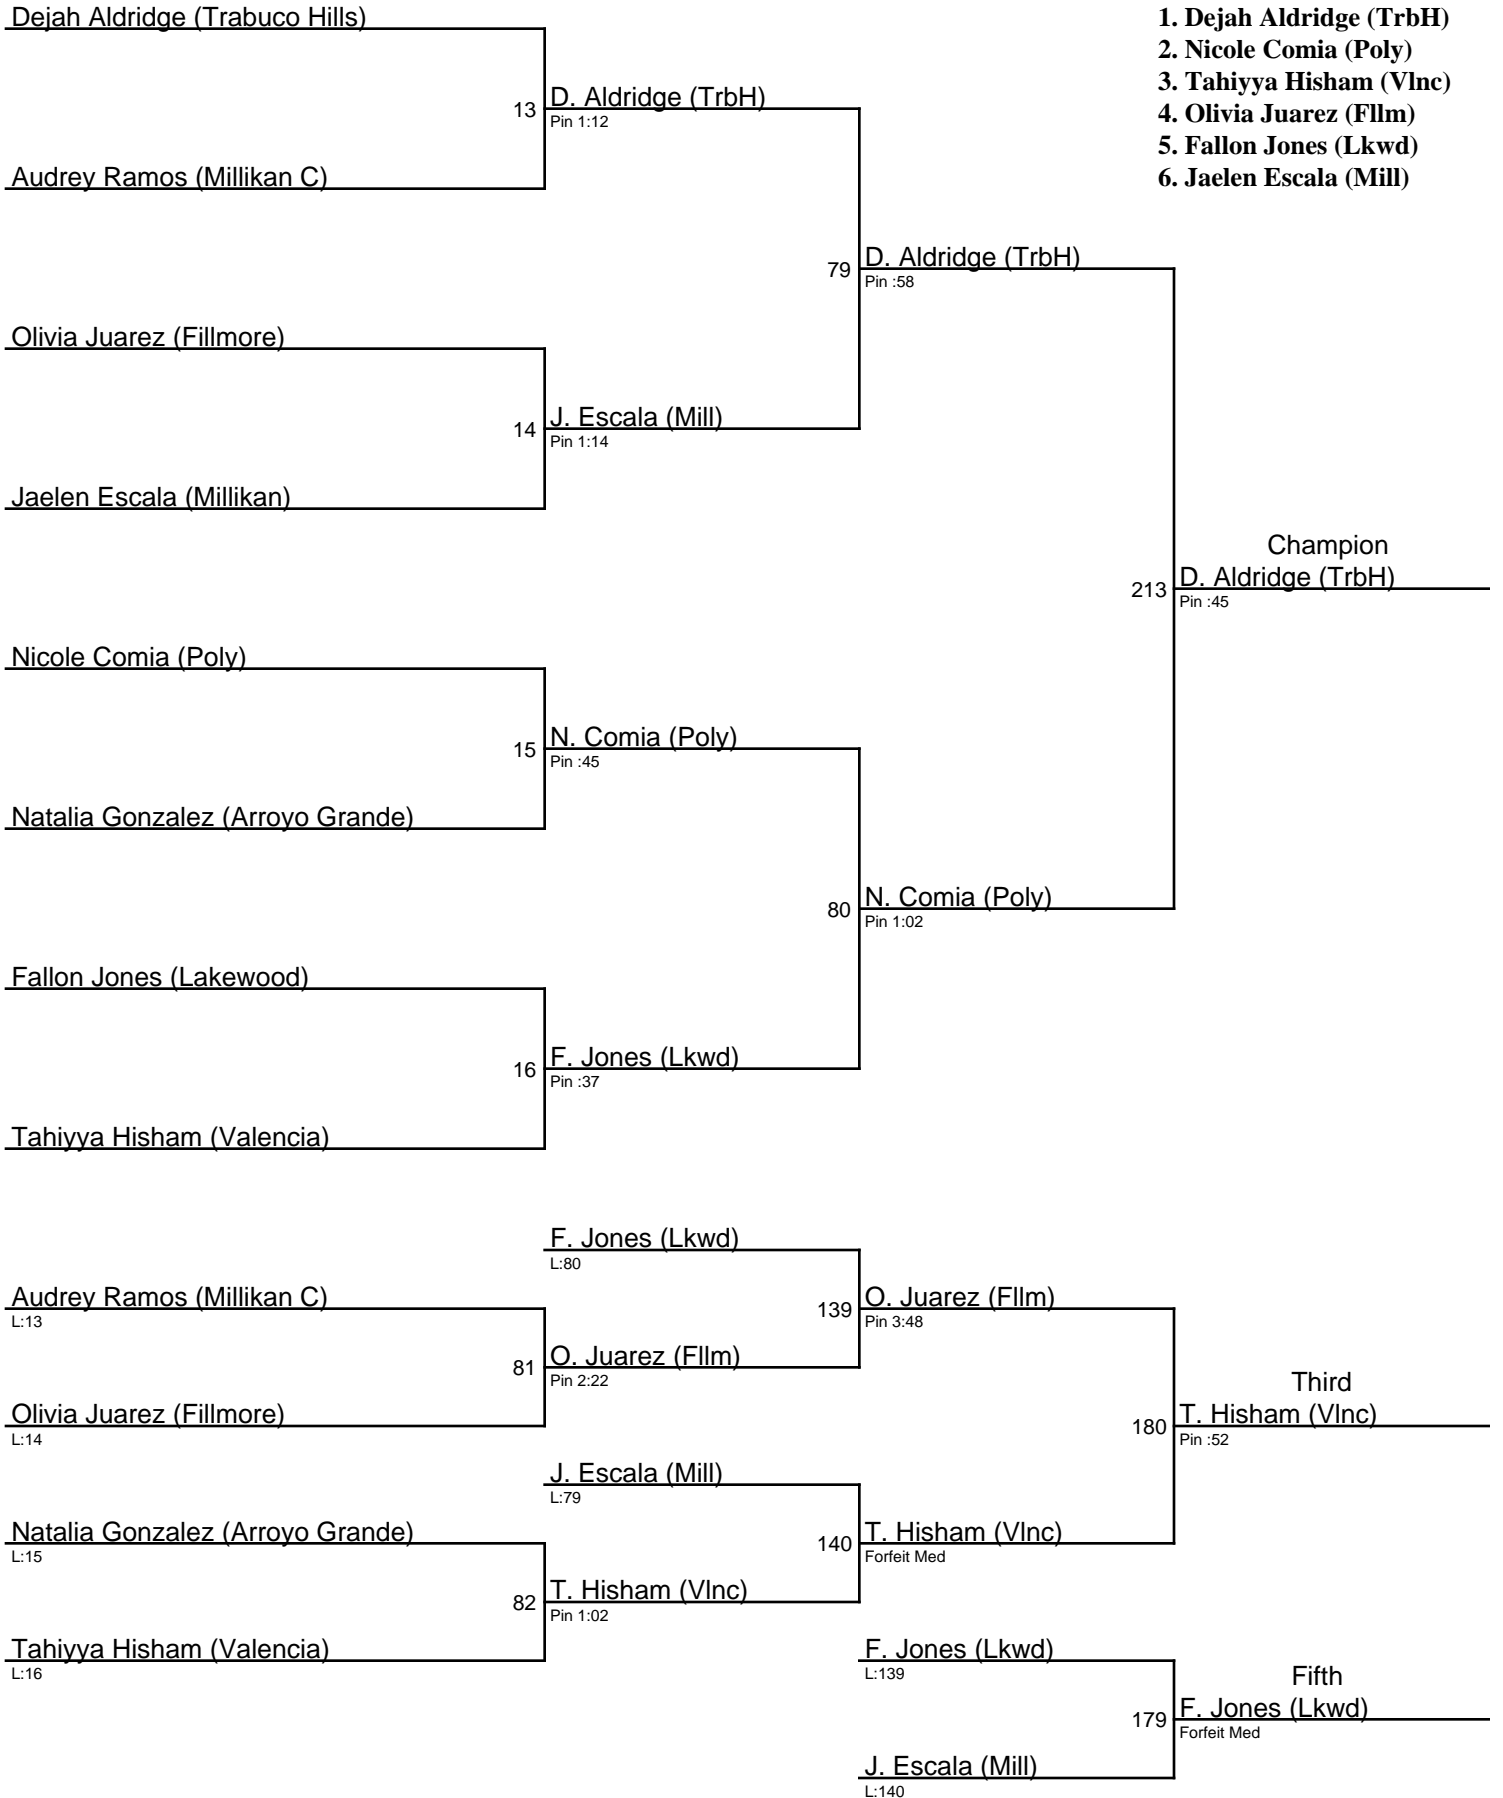 Dejah Aldridge (Trabuco Hills)
1. Dejah Aldridge (TrbH)
2. Nicole Comia (Poly)
3. Tahiyya Hisham (Vlnc)
4. Olivia Juarez (Fllm)
5. Fallon Jones (Lkwd)
6. Jaelen Escala (Mill)
13 D. Aldridge (TrbH)
Pin 1:12
Audrey Ramos (Millikan C)
79 D. Aldridge (TrbH)
Pin :58
Olivia Juarez (Fillmore)
14 J. Escala (Mill)
Pin 1:14
Jaelen Escala (Millikan)
Champion
213 D. Aldridge (TrbH)
Pin :45
Nicole Comia (Poly)
15 N. Comia (Poly)
Pin :45
Natalia Gonzalez (Arroyo Grande)
80 N. Comia (Poly)
Pin 1:02
Fallon Jones (Lakewood)
16 F. Jones (Lkwd)
Pin :37
Tahiyya Hisham (Valencia)
F. Jones (Lkwd)
L:80
Audrey Ramos (Millikan C)
L:13
139 O. Juarez (Fllm)
Pin 3:48
81 O. Juarez (Fllm)
Pin 2:22
Olivia Juarez (Fillmore)
L:14
Third
180 T. Hisham (Vlnc)
Pin :52
J. Escala (Mill)
L:79
Natalia Gonzalez (Arroyo Grande)
L:15
140 T. Hisham (Vlnc)
Forfeit Med
82 T. Hisham (Vlnc)
Pin 1:02
Tahiyya Hisham (Valencia)
L:16
F. Jones (Lkwd)
L:139
Fifth
179 F. Jones (Lkwd)
Forfeit Med
J. Escala (Mill)
L:140